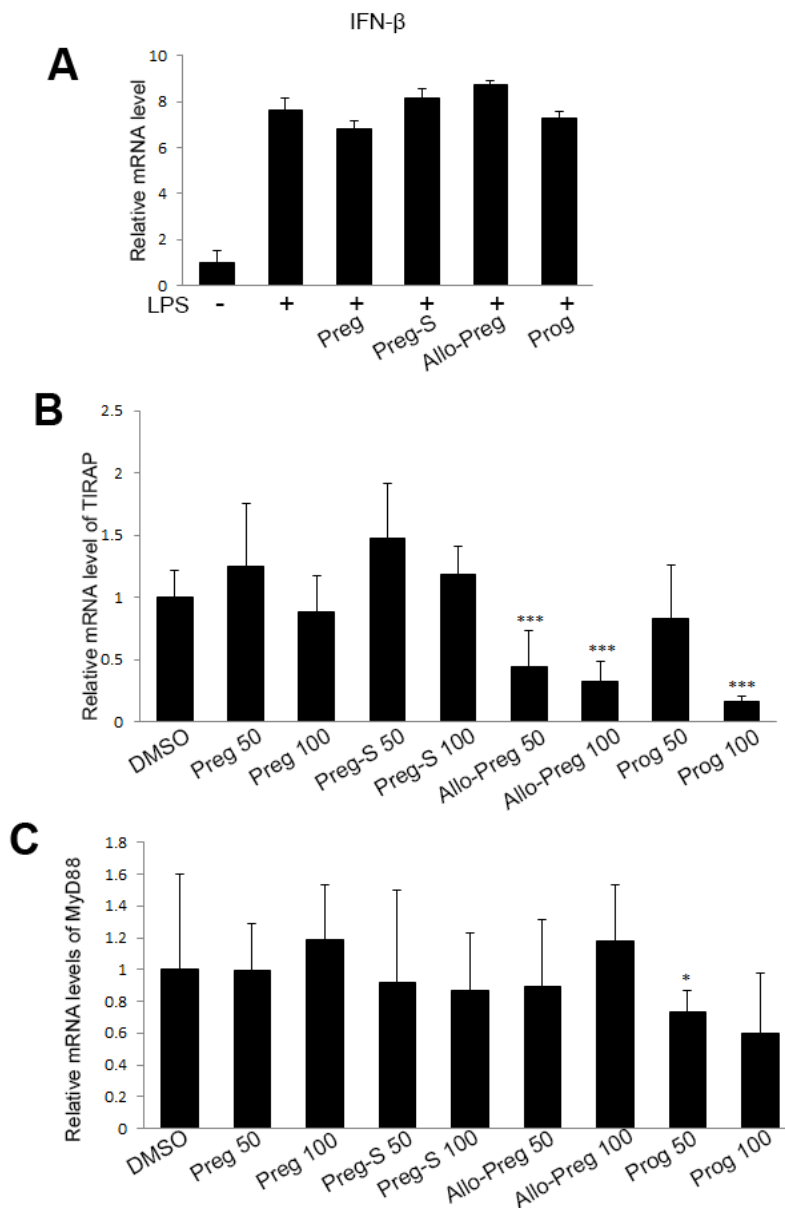 IFN-β
A
Relative mRNA level
10
8
6
4
2
0
LPS - + + + + +
Preg Preg-S Allo-Preg Prog
B
Relative mRNA level of TIRAP
2.5
2
1.5
1
0.5
0
*** *** ***
DMSO Preg 50 Preg 100 Preg-S 50 Preg-S 100 Allo-Preg 50 Allo-Preg 100 Prog 50 Prog 100
C
Relative mRNA levels of MyD88
1.8
1.6
1.4
1.2
1
0.8
0.6
0.4
0.2
0
*
DMSO Preg 50 Preg 100 Preg-S 50 Preg-S 100 Allo-Preg 50 Allo-Preg 100 Prog 50 Prog 100